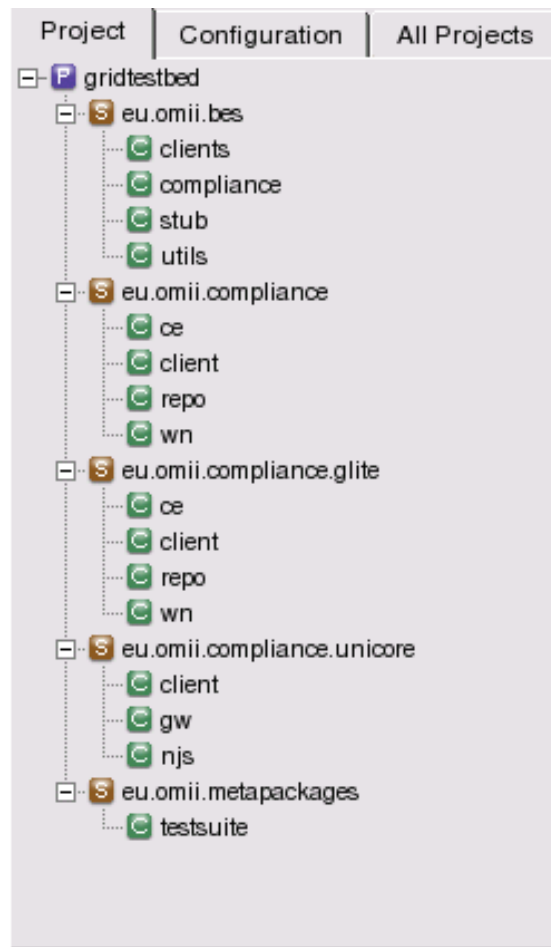 Project Configuration All Projects
P gridtestbed
S eu.omii.bes
C clients
C compliance
C stub
C utils
S eu.omii.compliance
C ce
C client
C repo
C wn
S eu.omii.compliance.glite
C ce
C client
C repo
C wn
S eu.omii.compliance.unicore
C client
C gw
C njs
S eu.omii.metapackages
C testsuite